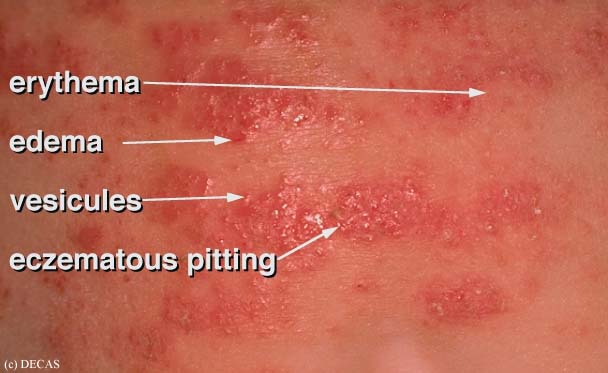 erythema
edema
vesicules
eczematous pitting
(c) DECAS